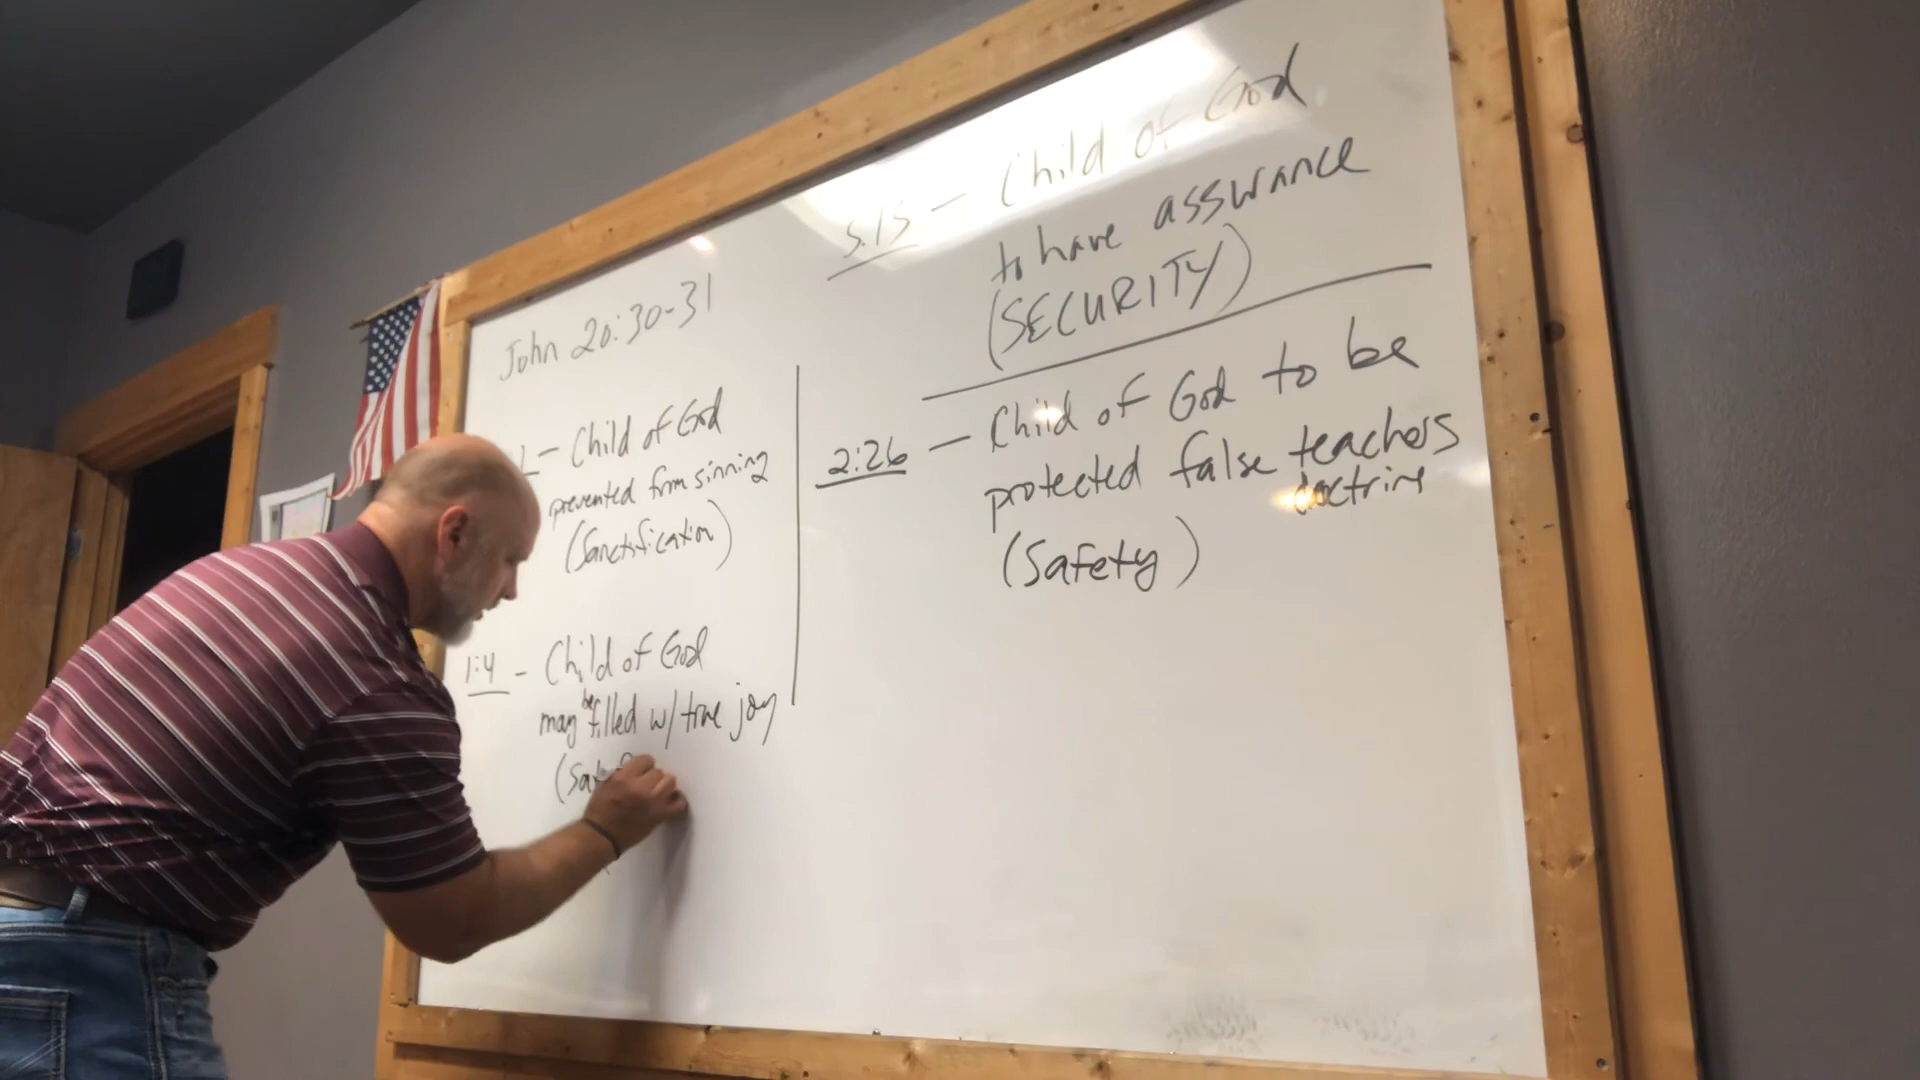 John 20:30-31
- Child of God
prevented from sinning
(Sanctification)
1:4 - Child of God
may be filled w/ true joy
5:13 - Child of God
to have assurance
(SECURITY)
2:26 - Child of God to be
protected false teachers
doctrine
(Safety)